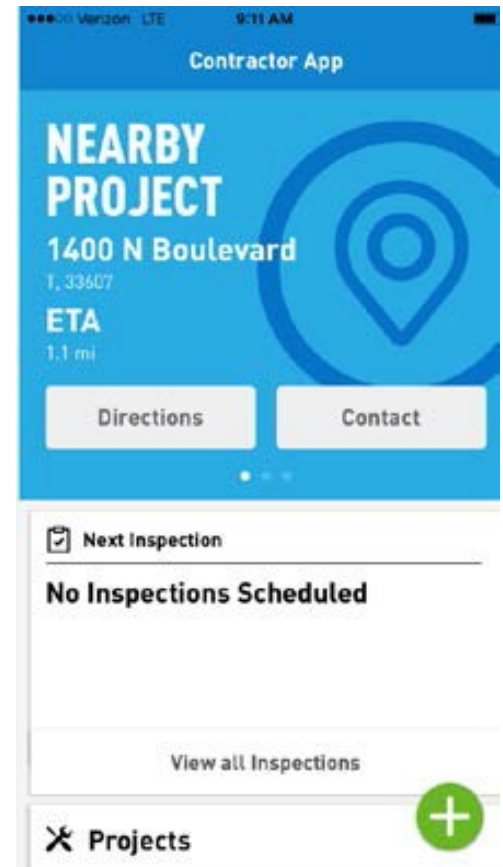 Verizon LTE 9:11 AM
Contractor App
NEARBY
PROJECT
1400 N Boulevard
T, 33607
ETA
1.1 mi
Directions Contact
Next Inspection
No Inspections Scheduled
View all Inspections
Projects